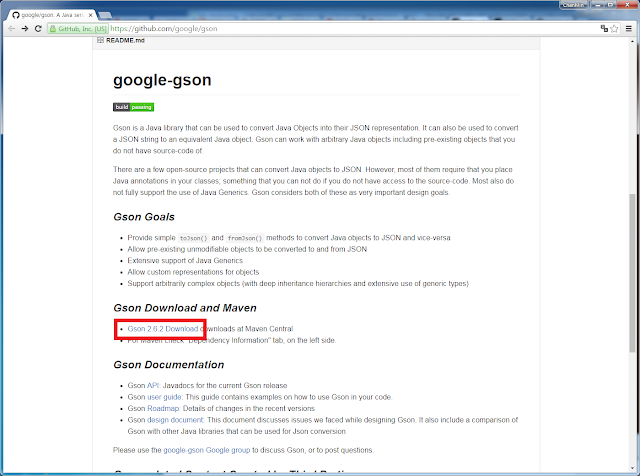 google/gson: A Java seri
Chenhlin
GitHub, Inc. [US] https://github.com/google/gson
README.md
google-gson
build passing
Gson is a Java library that can be used to convert Java Objects into their JSON representation. It can also be used to convert
a JSON string to an equivalent Java object. Gson can work with arbitrary Java objects including pre-existing objects that you
do not have source-code of.
There are a few open-source projects that can convert Java objects to JSON. However, most of them require that you place
Java annotations in your classes; something that you can not do if you do not have access to the source-code. Most also do
not fully support the use of Java Generics. Gson considers both of these as very important design goals.
Gson Goals
• Provide simple toJson() and fromJson() methods to convert Java objects to JSON and vice-versa
• Allow pre-existing unmodifiable objects to be converted to and from JSON
• Extensive support of Java Generics
• Allow custom representations for objects
• Support arbitrarily complex objects (with deep inheritance hierarchies and extensive use of generic types)
Gson Download and Maven
• Gson 2.6.2 Download downloads at Maven Central
• For Maven check "Dependency Information" tab, on the left side.
Gson Documentation
• Gson API: Javadocs for the current Gson release
• Gson user guide: This guide contains examples on how to use Gson in your code.
• Gson Roadmap: Details of changes in the recent versions
• Gson design document: This document discusses issues we faced while designing Gson. It also include a comparison of
Gson with other Java libraries that can be used for Json conversion
Please use the google-gson Google group to discuss Gson, or to post questions.